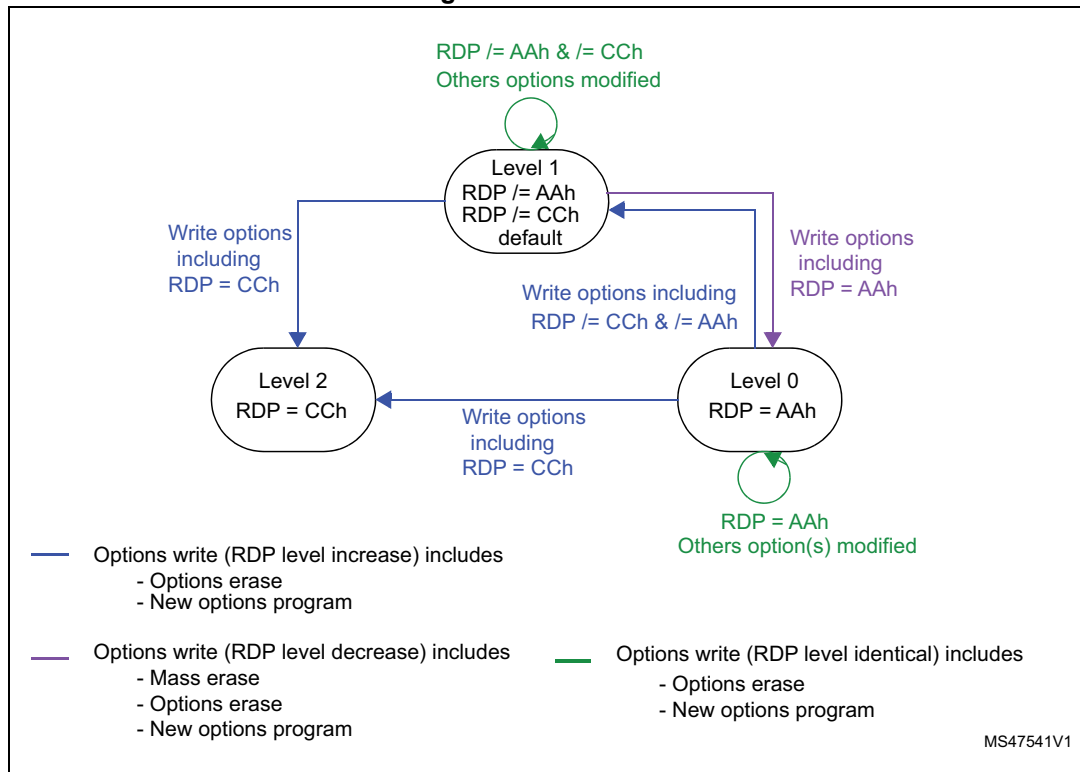 RDP /= AAh & /= CCh
Others options modified
Level 1
RDP /= AAh
RDP /= CCh
default
Write options
including
RDP = CCh
Write options
including
RDP = AAh
Write options including
RDP /= CCh & /= AAh
Level 2
RDP = CCh
Level 0
RDP = AAh
Write options
including
RDP = CCh
RDP = AAh
Others option(s) modified
Options write (RDP level increase) includes
- Options erase
- New options program
Options write (RDP level decrease) includes
- Mass erase
- Options erase
- New options program
Options write (RDP level identical) includes
- Options erase
- New options program
MS47541V1